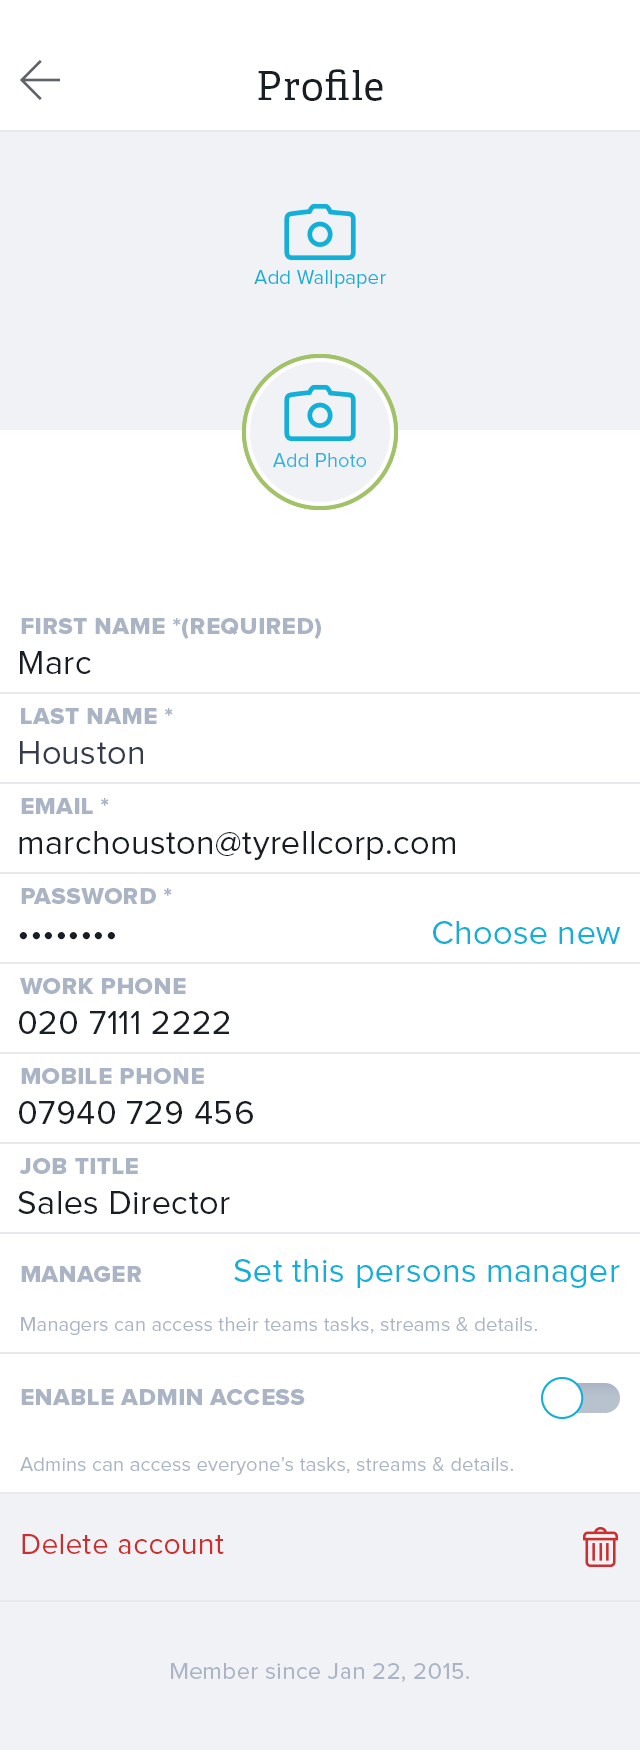 Profile
Add Wallpaper
Add Photo
FIRST NAME *(REQUIRED)
Marc
LAST NAME *
Houston
EMAIL *
marchouston@tyrellcorp.com
PASSWORD *
•••••••• Choose new
WORK PHONE
020 7111 2222
MOBILE PHONE
07940 729 456
JOB TITLE
Sales Director
MANAGER Set this persons manager
Managers can access their teams tasks, streams & details.
ENABLE ADMIN ACCESS
Admins can access everyone’s tasks, streams & details.
Delete account
Member since Jan 22, 2015.